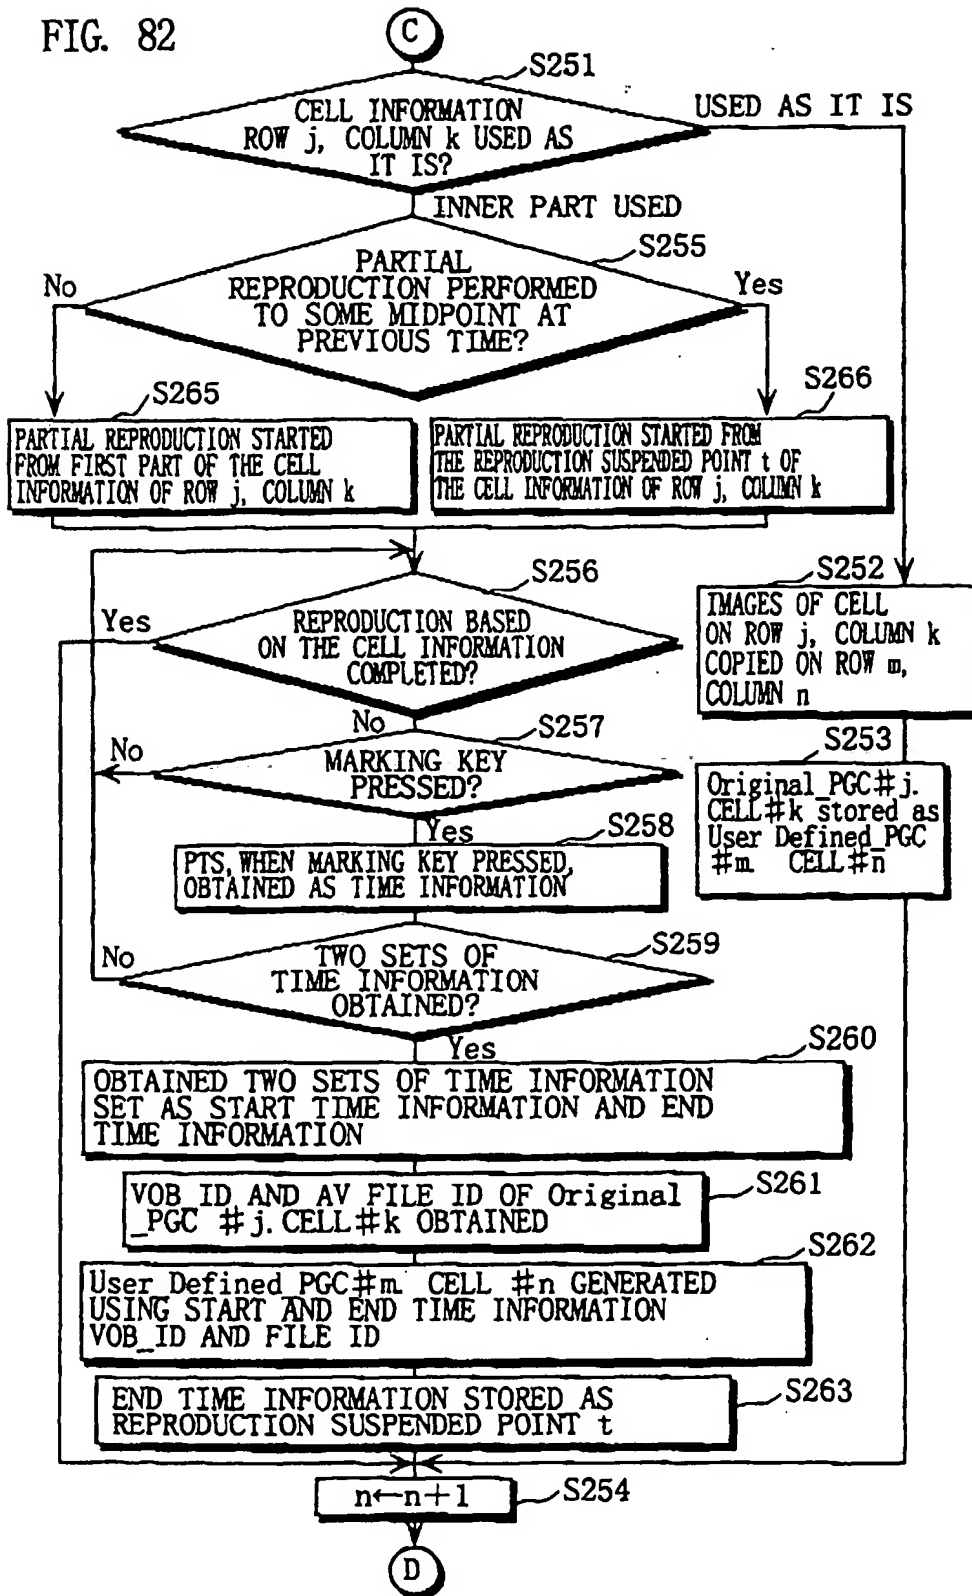 FIG. 82
C
S251
CELL INFORMATION
ROW j, COLUMN k USED AS
IT IS?
USED AS IT IS
INNER PART USED
S255
PARTIAL
REPRODUCTION PERFORMED
TO SOME MIDPOINT AT
PREVIOUS TIME?
No
Yes
S265
PARTIAL REPRODUCTION STARTED
FROM FIRST PART OF THE CELL
INFORMATION OF ROW j, COLUMN k
S266
PARTIAL REPRODUCTION STARTED FROM
THE REPRODUCTION SUSPENDED POINT t OF
THE CELL INFORMATION OF ROW j, COLUMN k
S256
REPRODUCTION BASED
ON THE CELL INFORMATION
COMPLETED?
Yes
No
S252
IMAGES OF CELL
ON ROW j, COLUMN k
COPIED ON ROW m,
COLUMN n
S257
MARKING KEY
PRESSED?
No
Yes
S253
Original_PGC#j.
CELL#k stored as
User Defined_PGC
#m CELL#n
S258
PTS, WHEN MARKING KEY PRESSED,
OBTAINED AS TIME INFORMATION
S259
TWO SETS OF
TIME INFORMATION
OBTAINED?
No
Yes
S260
OBTAINED TWO SETS OF TIME INFORMATION
SET AS START TIME INFORMATION AND END
TIME INFORMATION
S261
VOB_ID AND AV FILE ID OF Original
_PGC #j. CELL#k OBTAINED
S262
User_Defined_PGC#m CELL #n GENERATED
USING START AND END TIME INFORMATION
VOB_ID AND FILE ID
S263
END TIME INFORMATION STORED AS
REPRODUCTION SUSPENDED POINT t
n←n+1
S254
D